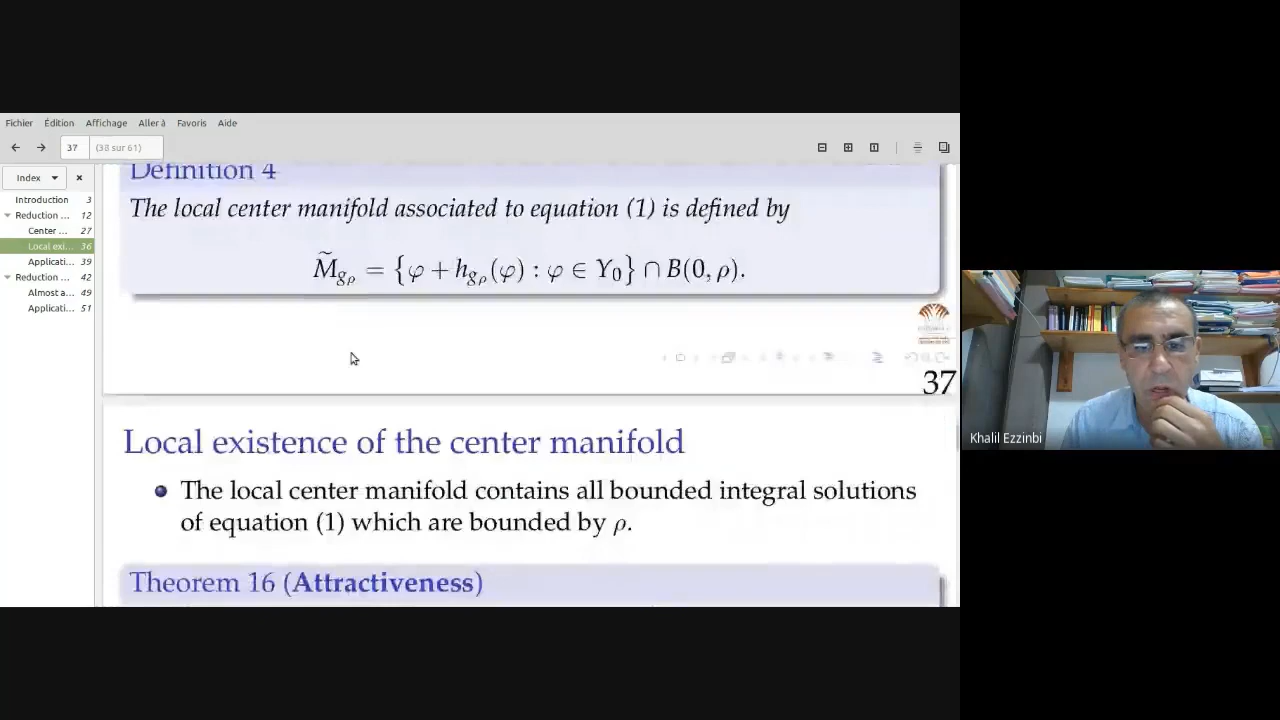 Fichier Édition Affichage Aller à Favoris Aide
37 (38 sur 61)
Index
Introduction 3
Reduction ... 12
Center ... 27
Local exi... 36
Applicati... 39
Reduction ... 42
Almost a... 49
Applicati... 51
Definition 4
The local center manifold associated to equation (1) is defined by
M̃_{g_ρ} = {φ + h_{g_ρ}(φ) : φ ∈ Y₀} ∩ B(0, ρ).
37
Local existence of the center manifold
The local center manifold contains all bounded integral solutions
of equation (1) which are bounded by ρ.
Theorem 16 (Attractiveness)
Khalil Ezzinbi